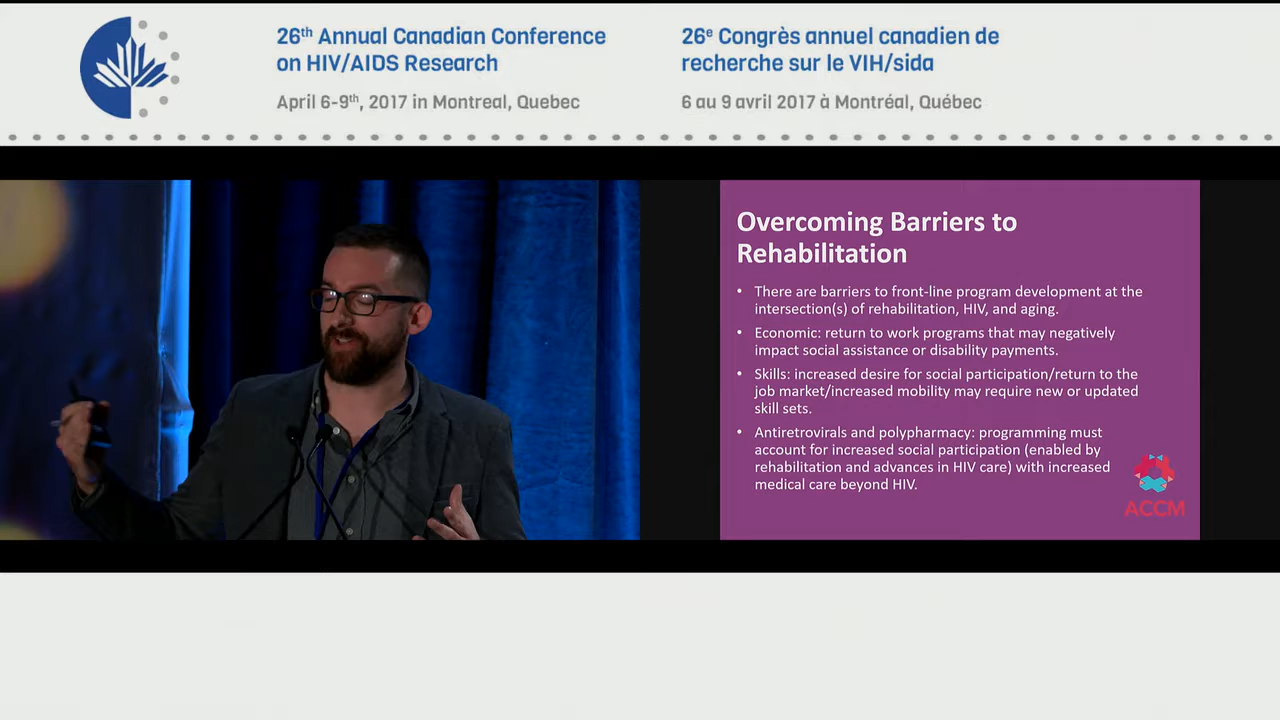 26th Annual Canadian Conference
on HIV/AIDS Research
April 6-9th, 2017 in Montreal, Quebec
26e Congrès annuel canadien de
recherche sur le VIH/sida
6 au 9 avril 2017 à Montréal, Québec
Overcoming Barriers to
Rehabilitation
• There are barriers to front-line program development at the
intersection(s) of rehabilitation, HIV, and aging.
• Economic: return to work programs that may negatively
impact social assistance or disability payments.
• Skills: increased desire for social participation/return to the
job market/increased mobility may require new or updated
skill sets.
• Antiretrovirals and polypharmacy: programming must
account for increased social participation (enabled by
rehabilitation and advances in HIV care) with increased
medical care beyond HIV.
ACCM